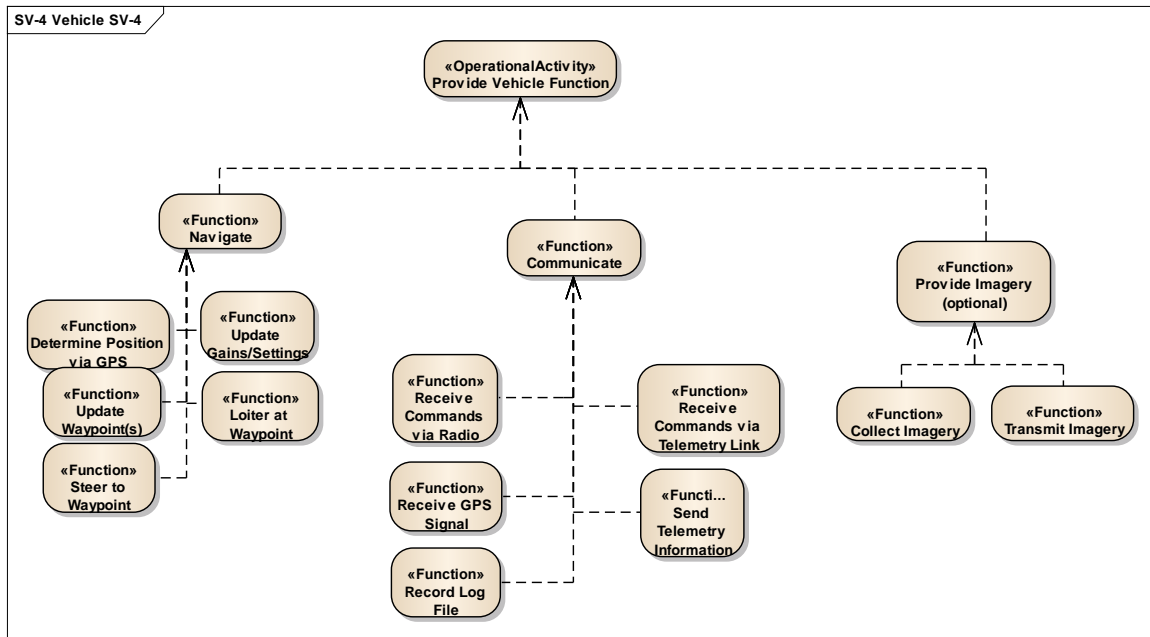 SV-4 Vehicle SV-4
«OperationalActivity»
Provide Vehicle Function
«Function»
Navigate
«Function»
Communicate
«Function»
Provide Imagery
(optional)
«Function»
Determine Position
via GPS
«Function»
Update
Gains/Settings
«Function»
Update
Waypoint(s)
«Function»
Loiter at
Waypoint
«Function»
Steer to
Waypoint
«Function»
Receive
Commands
via Radio
«Function»
Receive
Commands via
Telemetry Link
«Function»
Receive GPS
Signal
«Functi...
Send
Telemetry
Information
«Function»
Record Log
File
«Function»
Collect Imagery
«Function»
Transmit Imagery